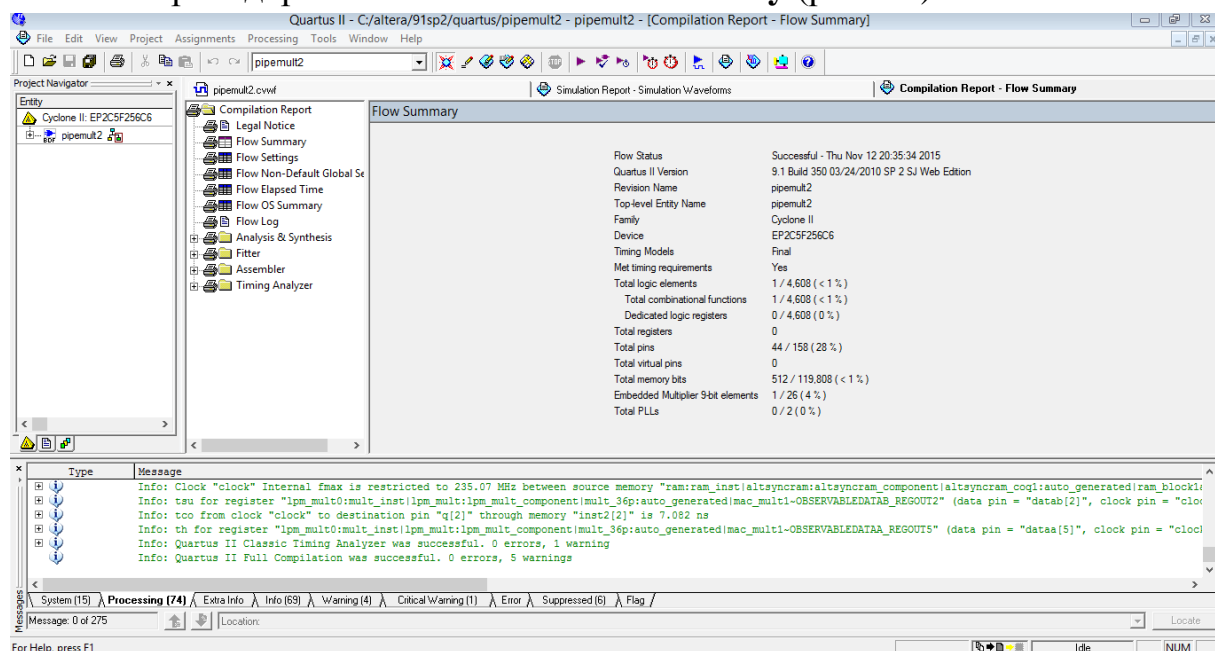 Quartus II - C:/altera/91sp2/quartus/pipemult2 - pipemult2 - [Compilation Report - Flow Summary]
File Edit View Project Assignments Processing Tools Window Help
pipemult2
Project Navigator
Entity
Cyclone II: EP2C5F256C6
pipemult2
pipemult2.cvwf
Simulation Report - Simulation Waveforms
Compilation Report - Flow Summary
Compilation Report
Legal Notice
Flow Summary
Flow Settings
Flow Non-Default Global Se
Flow Elapsed Time
Flow OS Summary
Flow Log
Analysis & Synthesis
Fitter
Assembler
Timing Analyzer
Flow Summary
Flow Status Successful - Thu Nov 12 20:35:34 2015
Quartus II Version 9.1 Build 350 03/24/2010 SP 2 SJ Web Edition
Revision Name pipemult2
Top-level Entity Name pipemult2
Family Cyclone II
Device EP2C5F256C6
Timing Models Final
Met timing requirements Yes
Total logic elements 1 / 4,608 ( < 1 % )
Total combinational functions 1 / 4,608 ( < 1 % )
Dedicated logic registers 0 / 4,608 ( 0 % )
Total registers 0
Total pins 44 / 158 ( 28 % )
Total virtual pins 0
Total memory bits 512 / 119,808 ( < 1 % )
Embedded Multiplier 9-bit elements 1 / 26 ( 4 % )
Total PLLs 0 / 2 ( 0 % )
Type Message
Info: Clock "clock" Internal fmax is restricted to 235.07 MHz between source memory "ram:ram_inst|altsyncram:altsyncram_component|altsyncram_coql:auto_generated|ram_block1
Info: tsu for register "lpm_mult0:mult_inst|lpm_mult:lpm_mult_component|mult_36p:auto_generated|mac_mult1~OBSERVABLEDATAB_REGOUT2" (data pin = "datab[2]", clock pin = "cloc
Info: tco from clock "clock" to destination pin "q[2]" through memory "inst2[2]" is 7.082 ns
Info: th for register "lpm_mult0:mult_inst|lpm_mult:lpm_mult_component|mult_36p:auto_generated|mac_mult1~OBSERVABLEDATAA_REGOUT5" (data pin = "dataa[5]", clock pin = "clock
Info: Quartus II Classic Timing Analyzer was successful. 0 errors, 1 warning
Info: Quartus II Full Compilation was successful. 0 errors, 5 warnings
System (15) Processing (74) Extra Info Info (69) Warning (4) Critical Warning (1) Error Suppressed (6) Flag
Messages
Message: 0 of 275 Location: Locate
For Help, press F1 Idle NUM